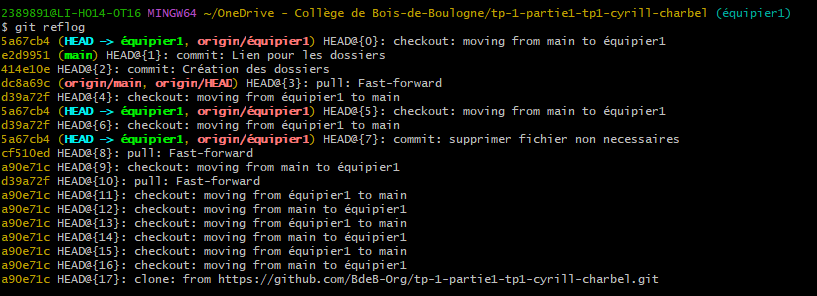 2389891@LI-HO14-OT16 MINGW64 ~/OneDrive - Collège de Bois-de-Boulogne/tp-1-partie1-tp1-cyrill-charbel (équipier1)
$ git reflog
5a67cb4 (HEAD -> équipier1, origin/équipier1) HEAD@{0}: checkout: moving from main to équipier1
e2d9951 (main) HEAD@{1}: commit: Lien pour les dossiers
414e10e HEAD@{2}: commit: Création des dossiers
dc8a69c (origin/main, origin/HEAD) HEAD@{3}: pull: Fast-forward
d39a72f HEAD@{4}: checkout: moving from équipier1 to main
5a67cb4 (HEAD -> équipier1, origin/équipier1) HEAD@{5}: checkout: moving from main to équipier1
d39a72f HEAD@{6}: checkout: moving from équipier1 to main
5a67cb4 (HEAD -> équipier1, origin/équipier1) HEAD@{7}: commit: supprimer fichier non necessaires
cf510ed HEAD@{8}: pull: Fast-forward
a90e71c HEAD@{9}: checkout: moving from main to équipier1
d39a72f HEAD@{10}: pull: Fast-forward
a90e71c HEAD@{11}: checkout: moving from équipier1 to main
a90e71c HEAD@{12}: checkout: moving from main to équipier1
a90e71c HEAD@{13}: checkout: moving from équipier1 to main
a90e71c HEAD@{14}: checkout: moving from main to équipier1
a90e71c HEAD@{15}: checkout: moving from équipier1 to main
a90e71c HEAD@{16}: checkout: moving from main to équipier1
a90e71c HEAD@{17}: clone: from https://github.com/BdeB-Org/tp-1-partie1-tp1-cyrill-charbel.git